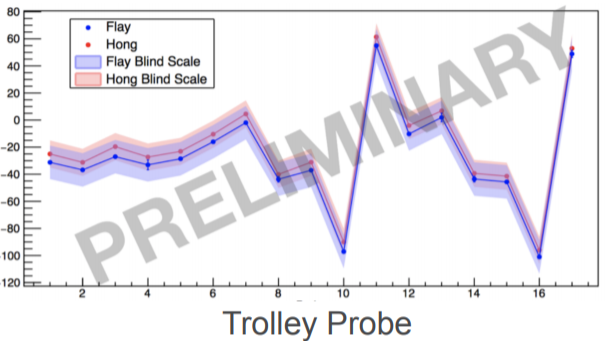 80
60
40
20
0
-20
-40
-60
-80
-100
-120
Flay
Hong
Flay Blind Scale
Hong Blind Scale
PRELIMINARY
2 4 6 8 10 12 14 16
Trolley Probe